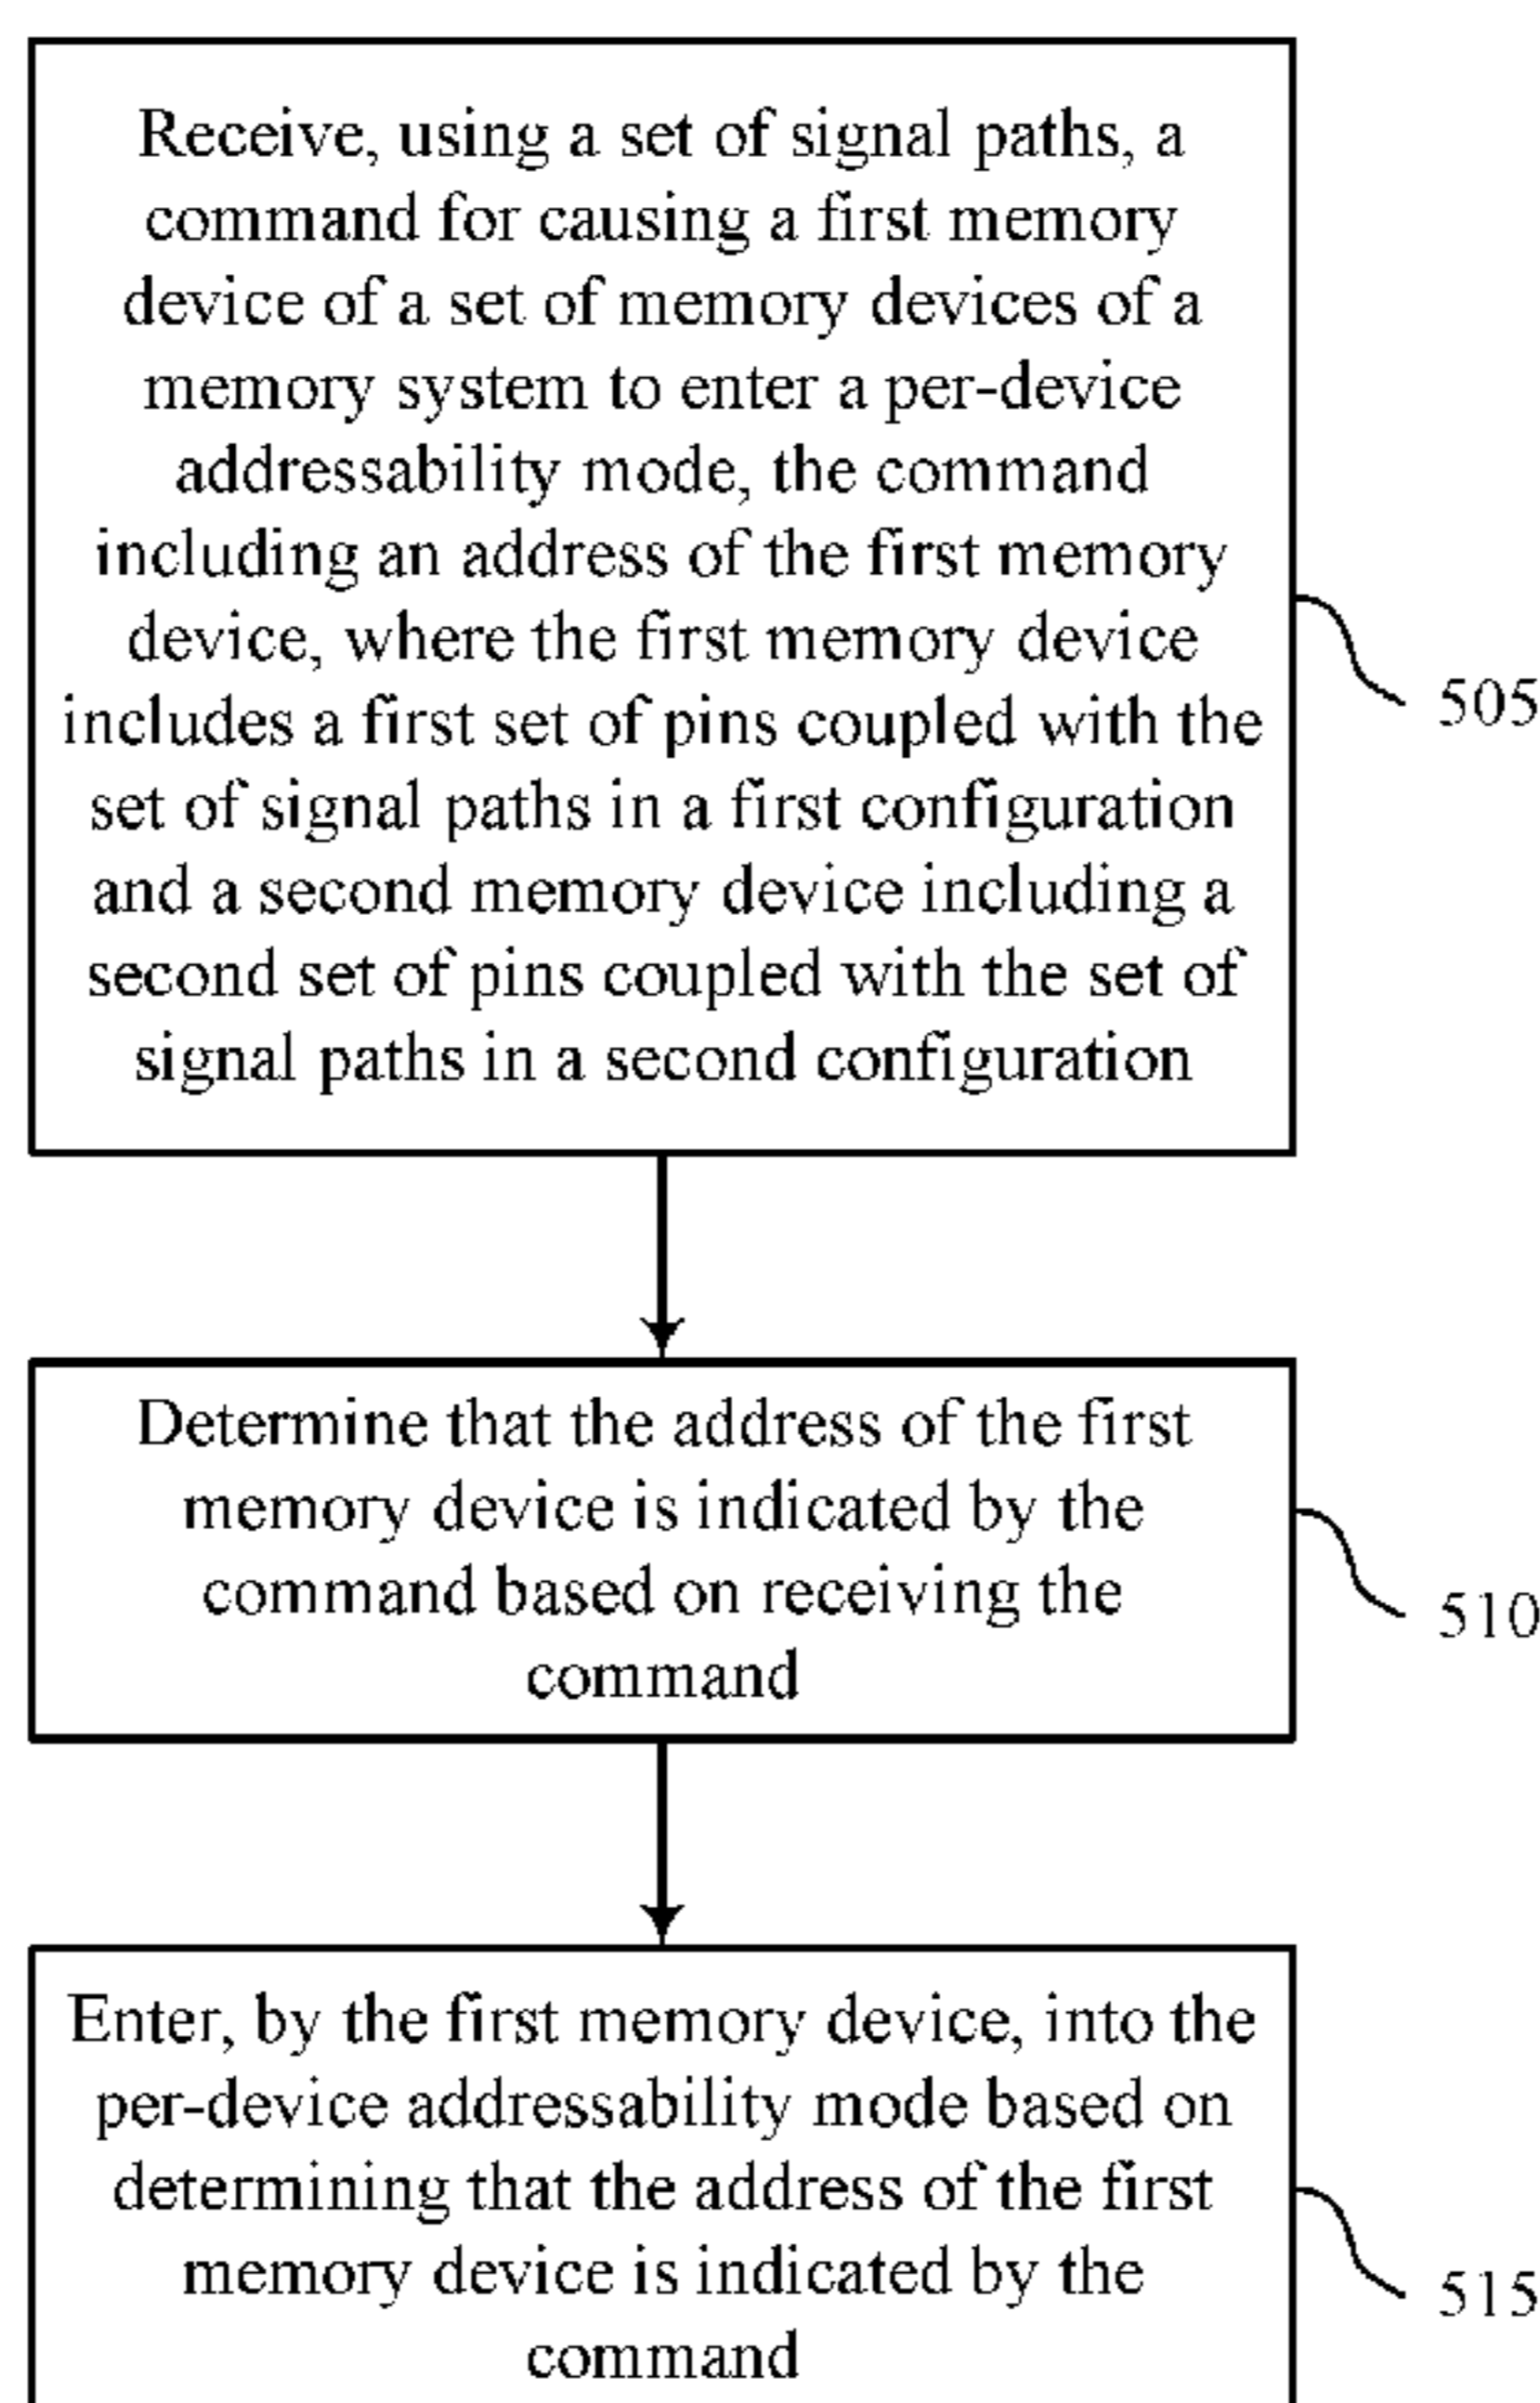 Receive, using a set of signal paths, a
command for causing a first memory
device of a set of memory devices of a
memory system to enter a per-device
addressability mode, the command
including an address of the first memory
device, where the first memory device
includes a first set of pins coupled with the
set of signal paths in a first configuration
and a second memory device including a
second set of pins coupled with the set of
signal paths in a second configuration
505
Determine that the address of the first
memory device is indicated by the
command based on receiving the
command
510
Enter, by the first memory device, into the
per-device addressability mode based on
determining that the address of the first
memory device is indicated by the
command
515